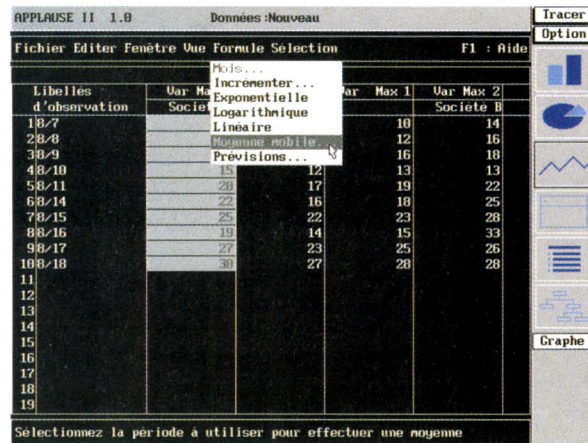 APPLAUSE II 1.0 Données :Nouveau
Tracer
Option
Fichier Editer Fenêtre Vue Formule Sélection F1 : Aide
Mois...
Incrémenter...
Exponentielle
Logarithmique
Linéaire
Moyenne mobile...
Prévisions...
Libellés Var Ma Var Max 1 Var Max 2
d'observation Sociét Société B
1 8/7 10 14
2 8/8 12 16
3 8/9 16 18
4 8/10 15 12 13 13
5 8/11 20 17 19 22
6 8/14 22 16 18 25
7 8/15 25 22 23 28
8 8/16 19 14 15 33
9 8/17 27 23 25 26
10 8/18 30 27 28 28
11
12
13
14
15
16
17
18
19
Graphe
Sélectionnez la période à utiliser pour effectuer une moyenne